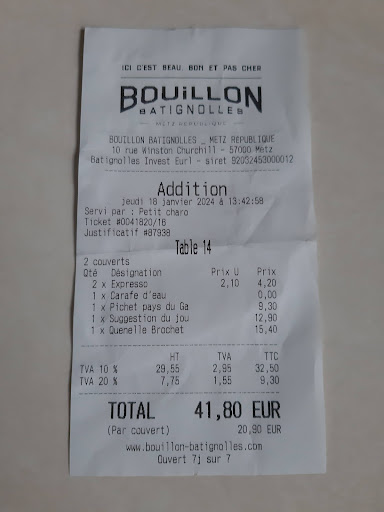 ICI C'EST BEAU, BON ET PAS CHER
BOUiLLON
BATIGNOLLES
METZ REPUBLIQUE
BOUILLON BATIGNOLLES _ METZ REPUBLIQUE
10 rue Winston Churchill - 57000 Metz
Batignolles Invest Eurl - siret 92032453000012
Addition
jeudi 18 janvier 2024 à 13:42:58
Servi par : Petit charo
Ticket #0041820/16
Justificatif #87938
Table 14
2 couverts
Qté Désignation Prix U Prix
2 x Expresso 2,10 4,20
1 x Carafe d'eau 0,00
1 x Pichet pays du Ga 9,30
1 x Suggestion du jou 12,90
1 x Quenelle Brochet 15,40
HT TVA TTC
TVA 10 % 29,55 2,95 32,50
TVA 20 % 7,75 1,55 9,30
TOTAL 41,80 EUR
(Par couvert) 20,90 EUR
www.bouillon-batignolles.com
Ouvert 7j sur 7